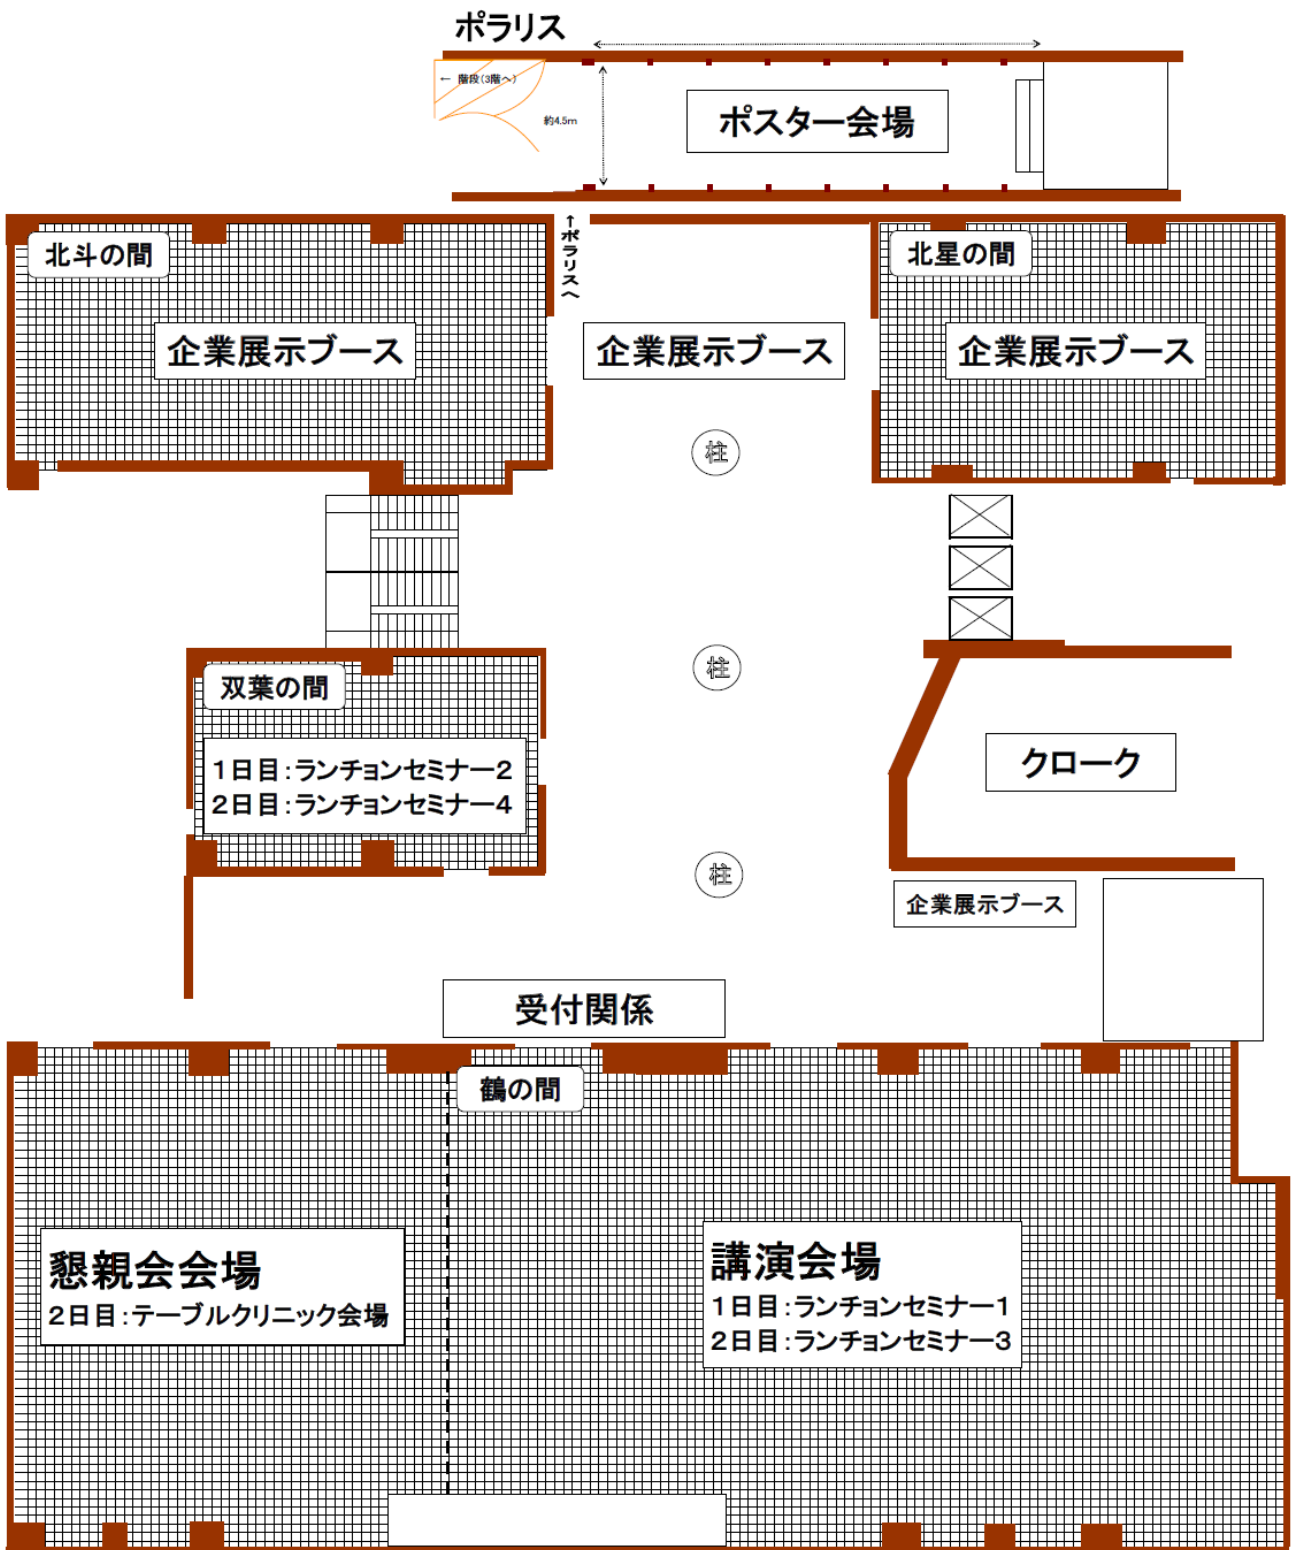 ポラリス
← 階段(3階へ)
約4.5m
ポスター会場
↑ポラリスへ
北斗の間
北星の間
企業展示ブース
企業展示ブース
企業展示ブース
柱
柱
双葉の間
1日目:ランチョンセミナー2
2日目:ランチョンセミナー4
クローク
柱
企業展示ブース
受付関係
鶴の間
懇親会会場
2日目:テーブルクリニック会場
講演会場
1日目:ランチョンセミナー1
2日目:ランチョンセミナー3